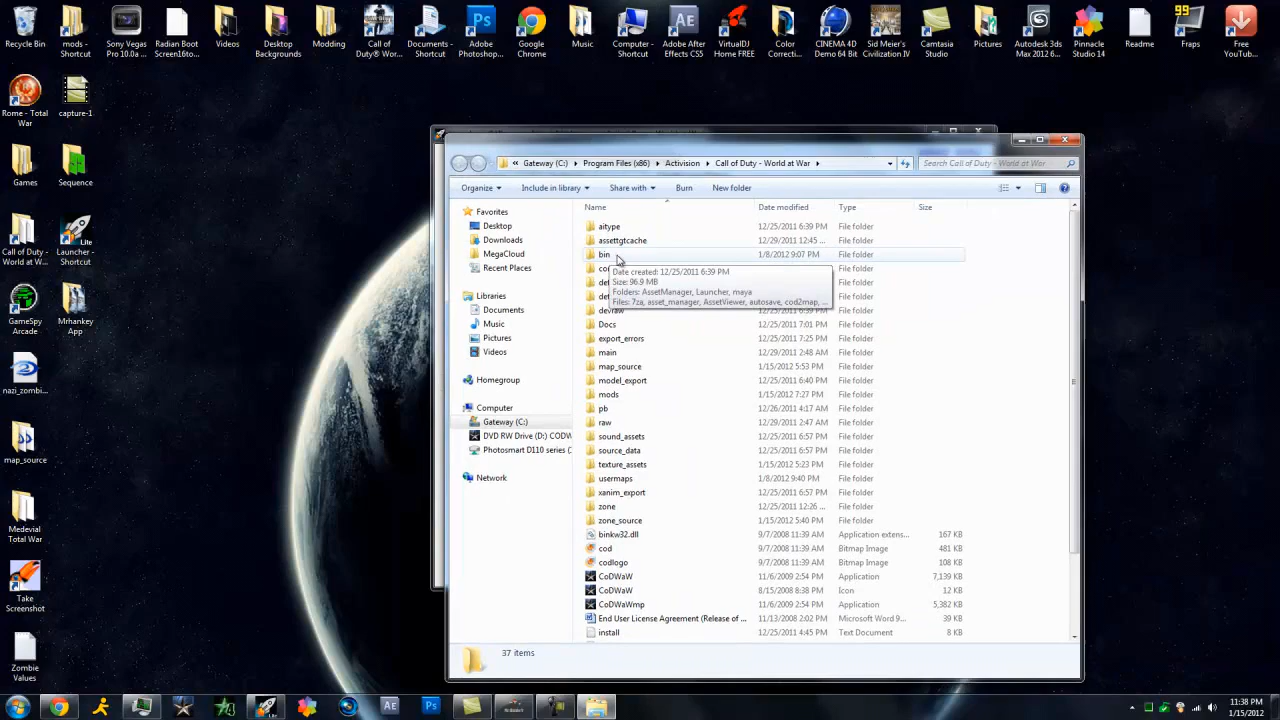 Recycle Bin
mods - Shortcut
Sony Vegas Pro 10.0a ...
Radian Boot Screen16o...
Videos
Desktop Backgrounds
Modding
Call of Duty® Wor...
Documents - Shortcut
Adobe Photoshop...
Google Chrome
Music
Computer - Shortcut
Adobe After Effects CS5
VirtualDJ Home FREE
Color Correcti...
CINEMA 4D Demo 64 Bit
Sid Meier's Civilization IV
Camtasia Studio
Pictures
Autodesk 3ds Max 2012 6...
Pinnacle Studio 14
Readme
99
Fraps
Free YouTub...
Rome - Total War
capture-1
Games
Sequence
Call of Duty - World at War...
Lite
Launcher - Shortcut
GameSpy Arcade
Mrhankey App
nazi_zombi...
map_source
Medevial Total War
Take Screenshot
Zombie Values
« Gateway (C:) ▸ Program Files (x86) ▸ Activision ▸ Call of Duty - World at War ▸
Search Call of Duty - World at War
Organize Include in library Share with Burn New folder
Name Date modified Type Size
Favorites
Desktop
Downloads
MegaCloud
Recent Places
Libraries
Documents
Music
Pictures
Videos
Homegroup
Computer
Gateway (C:)
DVD RW Drive (D:) CODW
Photosmart D110 series (
Network
aitype 12/25/2011 6:39 PM File folder
assettgtcache 12/29/2011 12:45 ... File folder
bin 1/8/2012 9:07 PM File folder
File folder
File folder
File folder
devraw 12/25/2011 6:39 PM File folder
Date created: 12/25/2011 6:39 PM
Size: 96.9 MB
Folders: AssetManager, Launcher, maya
Files: 7za, asset_manager, AssetViewer, autosave, cod2map, ...
Docs 12/25/2011 7:01 PM File folder
export_errors 12/25/2011 7:25 PM File folder
main 12/29/2011 2:48 AM File folder
map_source 1/15/2012 5:53 PM File folder
model_export 12/25/2011 6:40 PM File folder
mods 1/15/2012 7:27 PM File folder
pb 12/26/2011 4:17 AM File folder
raw 12/29/2011 2:47 AM File folder
sound_assets 12/25/2011 6:57 PM File folder
source_data 12/25/2011 6:57 PM File folder
texture_assets 1/15/2012 5:23 PM File folder
usermaps 1/8/2012 9:40 PM File folder
xanim_export 12/25/2011 6:57 PM File folder
zone 12/25/2011 12:26 ... File folder
zone_source 1/15/2012 5:40 PM File folder
binkw32.dll 9/7/2008 11:39 AM Application extens... 167 KB
cod 9/7/2008 11:39 AM Bitmap Image 481 KB
codlogo 9/7/2008 11:39 AM Bitmap Image 108 KB
CoDWaW 11/6/2009 2:54 PM Application 7,139 KB
CoDWaW 8/15/2008 8:38 PM Icon 12 KB
CoDWaWmp 11/6/2009 2:54 PM Application 5,382 KB
End User License Agreement (Release of ... 11/13/2008 2:02 PM Microsoft Word 9... 39 KB
install 12/25/2011 4:45 PM Text Document 8 KB
37 items
11:38 PM
1/15/2012